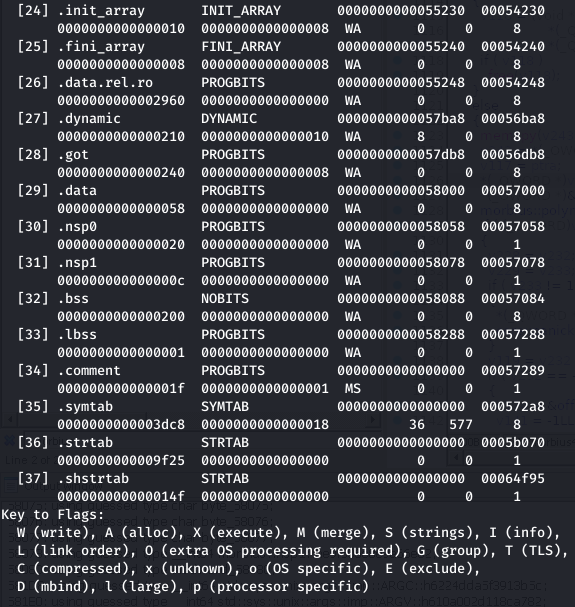 [24] .init_array INIT_ARRAY 0000000000055230 00054230
0000000000000010 0000000000000008 WA 0 0 8
[25] .fini_array FINI_ARRAY 0000000000055240 00054240
0000000000000008 0000000000000008 WA 0 0 8
[26] .data.rel.ro PROGBITS 0000000000055248 00054248
0000000000002960 0000000000000000 WA 0 0 8
[27] .dynamic DYNAMIC 0000000000057ba8 00056ba8
0000000000000210 0000000000000010 WA 8 0 8
[28] .got PROGBITS 0000000000057db8 00056db8
0000000000000240 0000000000000008 WA 0 0 8
[29] .data PROGBITS 0000000000058000 00057000
0000000000000058 0000000000000000 WA 0 0 8
[30] .nsp0 PROGBITS 0000000000058058 00057058
0000000000000020 0000000000000000 WA 0 0 1
[31] .nsp1 PROGBITS 0000000000058078 00057078
000000000000000c 0000000000000000 WA 0 0 1
[32] .bss NOBITS 0000000000058088 00057084
0000000000000200 0000000000000000 WA 0 0 8
[33] .lbss PROGBITS 0000000000058288 00057288
0000000000000001 0000000000000000 WA 0 0 1
[34] .comment PROGBITS 0000000000000000 00057289
000000000000001f 0000000000000001 MS 0 0 1
[35] .symtab SYMTAB 0000000000000000 000572a8
0000000000003dc8 0000000000000018 36 577 8
[36] .strtab STRTAB 0000000000000000 0005b070
0000000000009f25 0000000000000000 0 0 1
[37] .shstrtab STRTAB 0000000000000000 00064f95
000000000000014f 0000000000000000 0 0 1
Key to Flags:
W (write), A (alloc), X (execute), M (merge), S (strings), I (info),
L (link order), O (extra OS processing required), G (group), T (TLS),
C (compressed), x (unknown), o (OS specific), E (exclude),
D (mbind), l (large), p (processor specific)